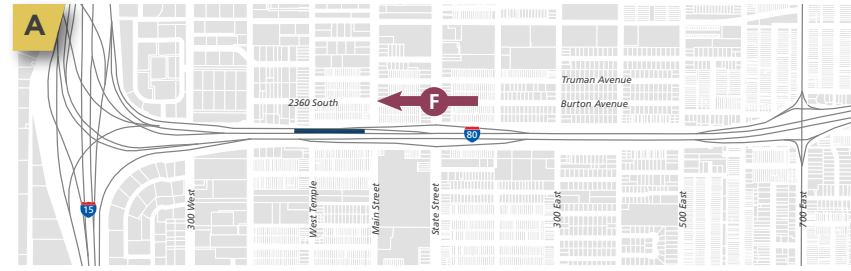 A
Truman Avenue
2360 South
F
Burton Avenue
80
15
300 West
West Temple
Main Street
State Street
300 East
500 East
700 East